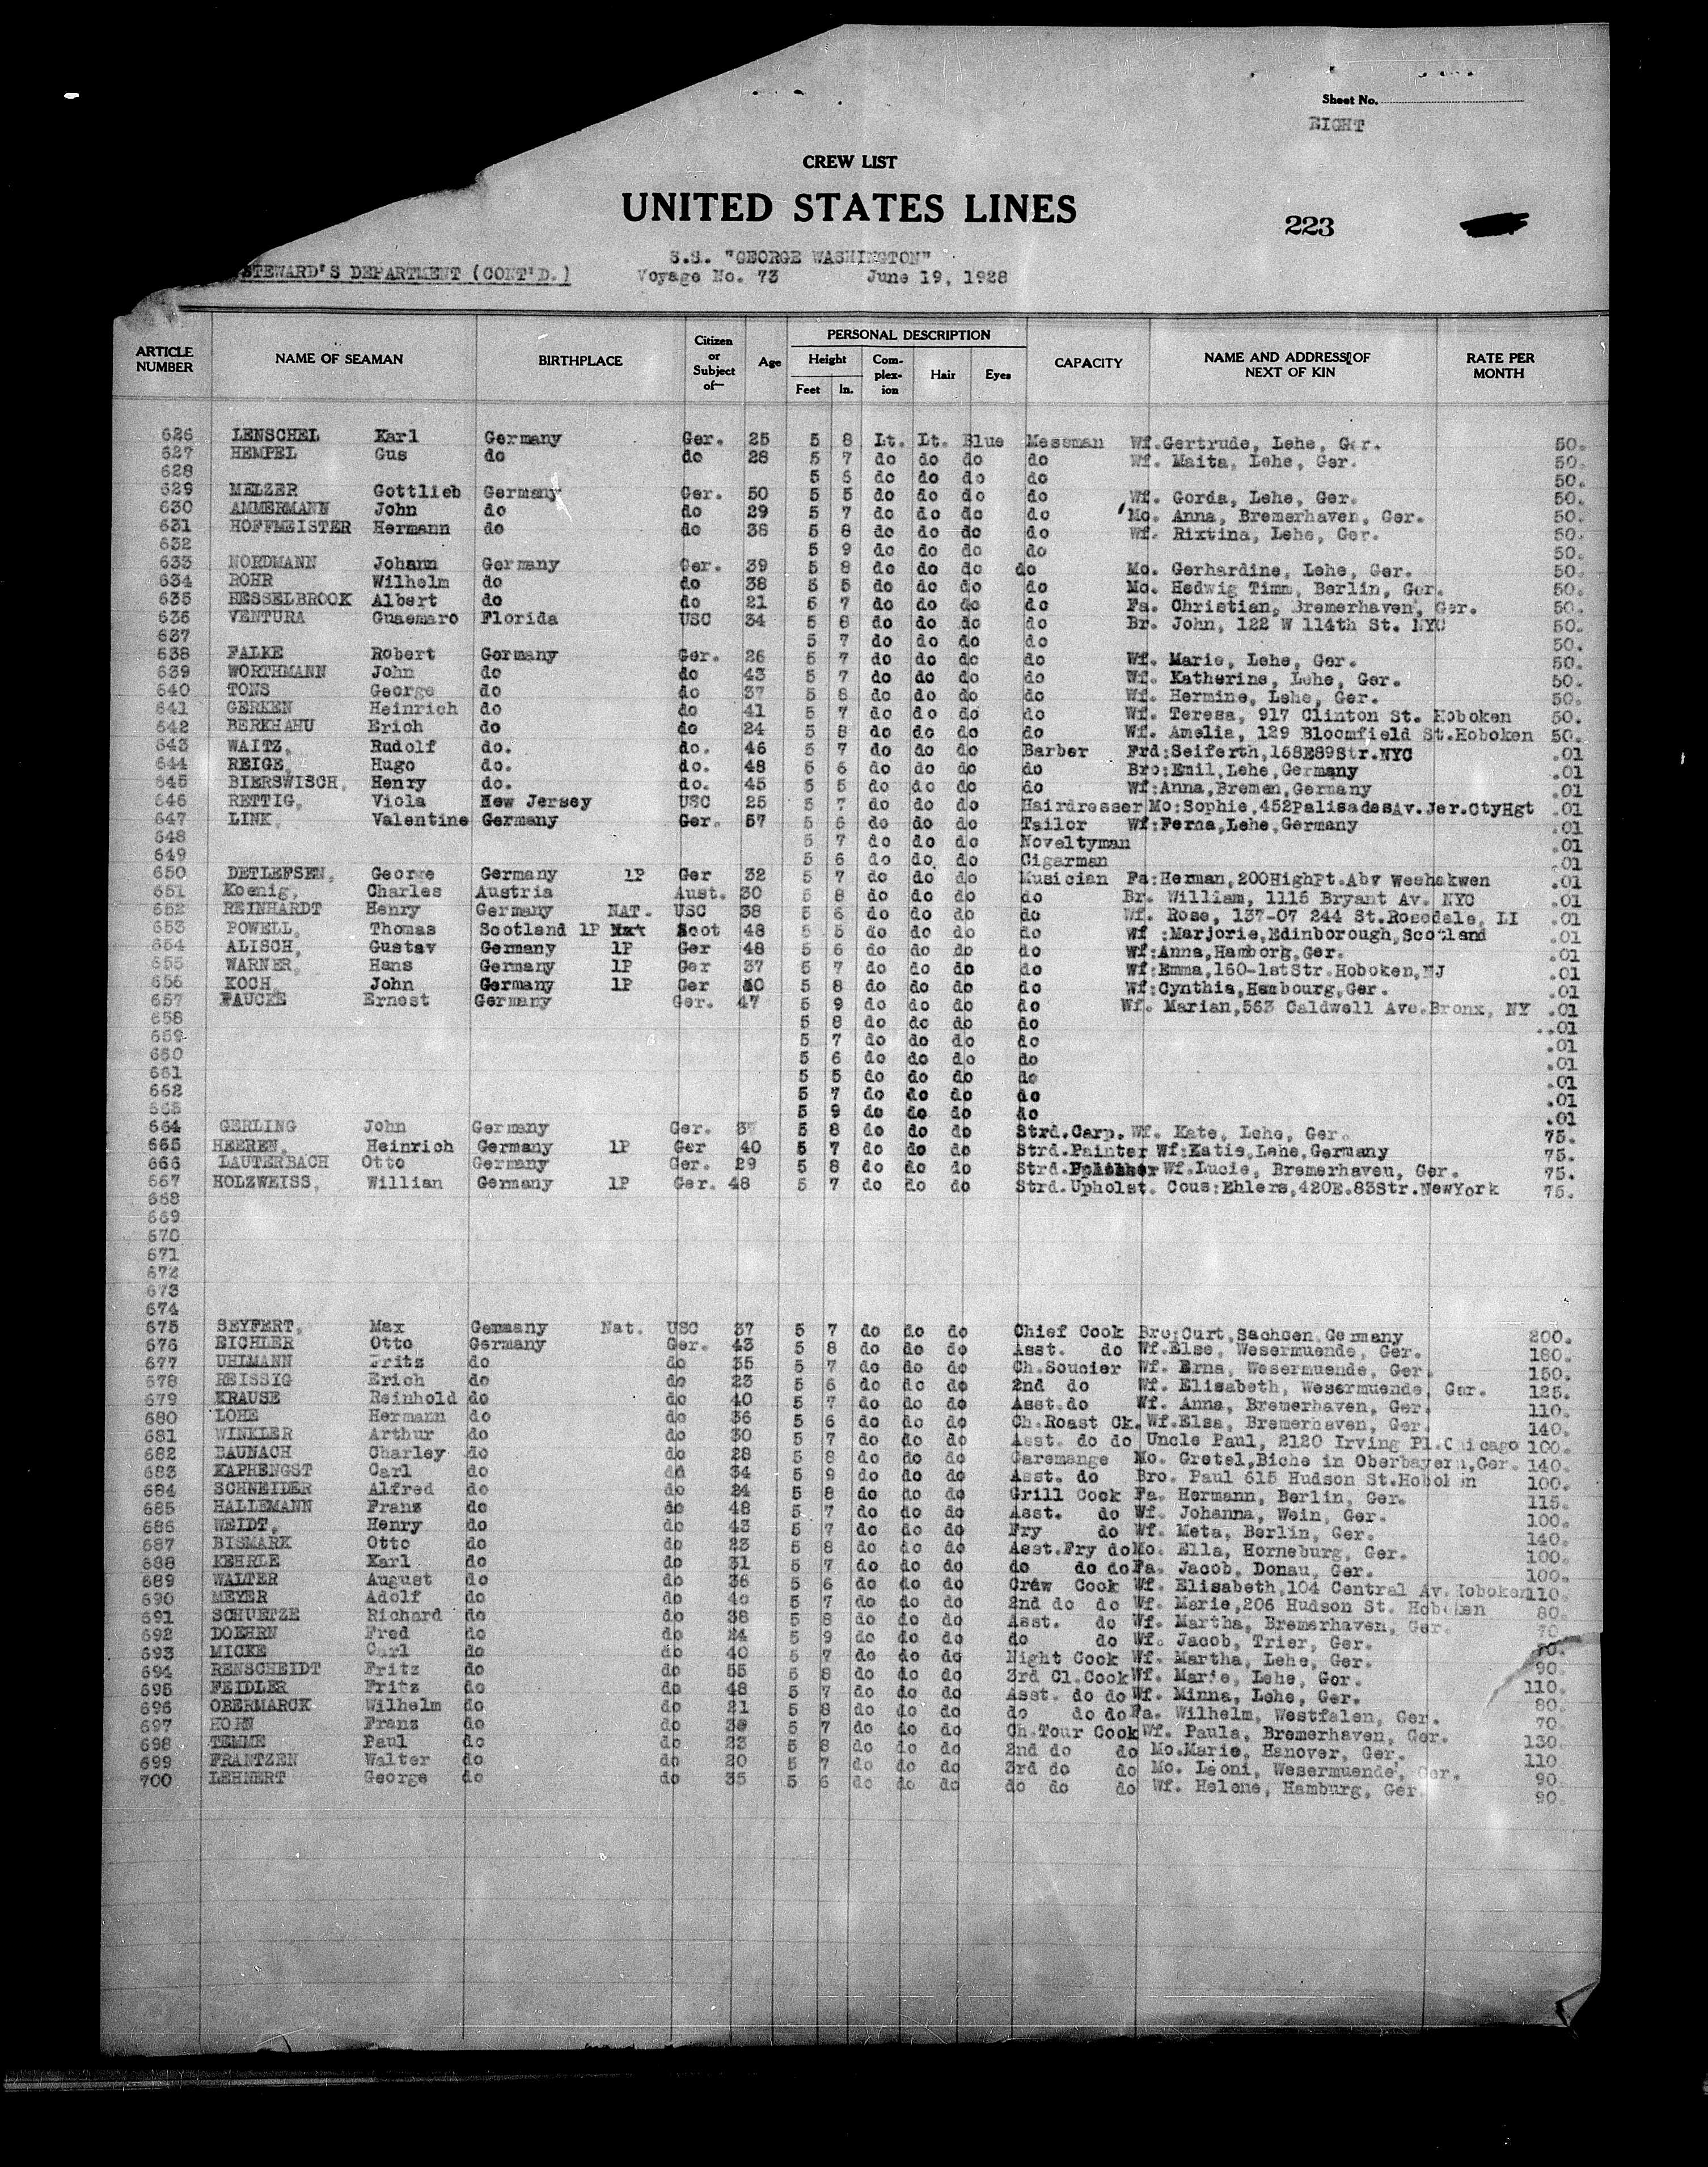 Sheet No.
EIGHT
CREW LIST
UNITED STATES LINES
223
S.S. "GEORGE WASHINGTON"
STEWARD'S DEPARTMENT (CONT'D.) Voyage No. 73 June 19, 1928
ARTICLE NUMBER NAME OF SEAMAN BIRTHPLACE Citizen or Subject of— Age PERSONAL DESCRIPTION Height Feet In. Complexion Hair Eyes CAPACITY NAME AND ADDRESS OF NEXT OF KIN RATE PER MONTH
626 LENSCHEL Karl Germany Ger. 25 5 8 Lt. Lt. Blue Messman Wf. Gertrude, Lehe, Ger. 50.
627 HEMPEL Gus do do 28 5 7 do do do do Wf. Maita, Lehe, Ger. 50.
628 5 6 do do do do 50.
629 MELZER Gottlieb Germany Ger. 50 5 5 do do do do Wf. Gorda, Lehe, Ger. 50.
630 AMMERMANN John do do 29 5 7 do do do do Mo. Anna, Bremerhaven, Ger. 50.
631 HOFFMEISTER Hermann do do 38 5 8 do do do do Wf. Rixtina, Lehe, Ger. 50.
632 5 9 do do do do 50.
633 NORDMANN Johann Germany Ger. 39 5 8 do do do do Mo. Gerhardine, Lehe, Ger. 50.
634 ROHR Wilhelm do do 38 5 5 do do do do Mo. Hedwig Timm, Berlin, Ger. 50.
635 HESSELBROOK Albert do do 21 5 7 do do do do Fa. Christian, Bremerhaven, Ger. 50.
636 VENTURA Guaemaro Florida USC 34 5 8 do do do do Br. John, 122 W 114th St. NYC 50.
637 5 7 do do do do 50.
638 FALKE Robert Germany Ger. 26 5 7 do do do do Wf. Marie, Lehe, Ger. 50.
639 WORTHMANN John do do 43 5 7 do do do do Wf. Katherine, Lehe, Ger. 50.
640 TONS George do do 37 5 8 do do do do Wf. Hermine, Lehe, Ger. 50.
641 GERKEN Heinrich do do 41 5 7 do do do do Wf. Teresa, 917 Clinton St. Hoboken 50.
642 BERKHAHU Erich do do 24 5 8 do do do do Wf. Amelia, 129 Bloomfield St.Hoboken 50.
643 WAITZ, Rudolf do. do. 46 5 7 do do do Barber Frd:Seiferth,158E89Str.NYC .01
644 REIGE, Hugo do. do. 48 5 6 do do do do Bro:Emil,Lehe,Germany .01
645 BIERSWISCH, Henry do. do. 45 5 5 do do do do Wf:Anna,Bremen,Germany .01
646 RETTIG, Viola New Jersey USC 25 5 7 do do do Hairdresser Mo:Sophie,452PalisadesAv.Jer.CtyHgt .01
647 LINK, Valentine Germany Ger. 57 5 6 do do do Tailor Wf:Ferna,Lehe,Germany .01
648 5 7 do do do Noveltyman .01
649 5 6 do do do Cigarman .01
650 DETLEFSEN, George Germany 1P Ger 32 5 7 do do do Musician Fa:Herman,200HighPt.Abv Weehakwen .01
651 Koenig, Charles Austria Aust. 30 5 8 do do do do Br. William, 1115 Bryant Av. NYC .01
652 REINHARDT Henry Germany NAT. USC 38 5 6 do do do do Wf. Rose, 137-07 244 St.Rosedale, LI .01
653 POWELL, Thomas Scotland 1P Scot 48 5 5 do do do do Wf :Marjorie,Edinborough,Scotland .01
654 ALISCH, Gustav Germany 1P Ger 48 5 6 do do do do Wf:Anna,Hamborg,Ger. .01
655 WARNER, Hans Germany 1P Ger 37 5 7 do do do do Wf:Emma,160-1stStr.Hoboken,NJ .01
656 KOCH, John Germany 1P Ger 40 5 8 do do do do Wf:Cynthia,Hambourg,Ger. .01
657 FAUCKE Ernest Germany Ger. 47 5 9 do do do do Wf. Marian,563 Caldwell Ave.Bronx, NY .01
658 5 8 do do do do .01
659 5 7 do do do do .01
660 5 6 do do do do .01
661 5 5 do do do do .01
662 5 7 do do do do .01
663 5 9 do do do do .01
664 GERLING John Germany Ger. 37 5 8 do do do Strd.Carp. Wf. Kate, Lehe, Ger. 75.
665 HEEREN, Heinrich Germany 1P Ger 40 5 7 do do do Strd.Painter Wf:Katie,Lehe,Germany 75.
666 LAUTERBACH Otto Germany Ger. 29 5 8 do do do Strd. Wf.Lucie, Bremerhaven, Ger. 75.
667 HOLZWEISS, Willian Germany 1P Ger. 48 5 7 do do do Strd.Upholst. Cous:Ehlers,420E.83Str.NewYork 75.
668
669
670
671
672
673
674
675 SEYFERT, Max Gemaany Nat. USC 37 5 7 do do do Chief Cook Bro:Curt,Sachsen,Germany 200.
676 EICHLER Otto Germany Ger. 43 5 8 do do do Asst. do Wf.Else, Wesermuende, Ger. 180.
677 UHLMANN Fritz do do 35 5 7 do do do Ch.Soucier Wf. Erna, Wesermuende, Ger. 150.
678 REISSIG Erich do do 23 5 6 do do do 2nd do Wf. Elisabeth, Wesermuende, Ger. 125.
679 KRAUSE Reinhold do do 40 5 7 do do do Asst.do Wf. Anna, Bremerhaven, Ger. 110.
680 LOHE Hermann do do 36 5 6 do do do Ch.Roast Ck. Wf.Elsa, Bremerhaven, Ger. 140.
681 WINKLER Arthur do do 30 5 7 do do do Asst. do do Uncle Paul, 2120 Irving Pl.Chicago 100.
682 BAUNACH Charley do do 28 5 8 do do do Garemange Mo. Gretel,Biche in Oberbayern,Ger. 140.
683 KAPHENGST Carl do do 34 5 9 do do do Asst. do Bro. Paul 615 Hudson St.Hoboken 100.
684 SCHNEIDER Alfred do do 24 5 8 do do do Grill Cook Fa. Hermann, Berlin, Ger. 115.
685 HALLEMANN Franz do do 48 5 7 do do do Asst. do Wf. Johanna, Wein, Ger. 100.
686 WEIDT, Henry do do 43 5 7 do do do Fry do Wf. Meta, Berlin, Ger. 140.
687 BISMARK Otto do do 23 5 8 do do do Asst.Fry do Mo. Ella, Horneburg, Ger. 100.
688 KEHRLE Karl do do 31 5 7 do do do do do do Fa. Jacob, Donau, Ger. 100.
689 WALTER August do do 36 5 6 do do do Crew Cook Wf. Elisabeth,104 Central Av.Hoboken 110.
690 MEYER Adolf do do 40 5 7 do do do 2nd do do Wf. Marie,206 Hudson St. Hoboken 80.
691 SCHUETZE Richard do do 38 5 8 do do do Asst. do Wf. Martha, Bremerhaven, Ger. 70.
692 DOEHRN Fred do do 24 5 9 do do do do do Wf. Jacob, Trier, Ger. 70.
693 MICKE Carl do do 40 5 7 do do do Night Cook Wf. Martha, Lehe, Ger. 90.
694 RENSCHEIDT Fritz do do 55 5 8 do do do 3rd Cl.Cook Wf. Marie, Lehe, Ger. 110.
695 FEIDLER Fritz do do 48 5 7 do do do Asst. do do Wf. Minna, Lehe, Ger. 80.
696 OBERMARCK Wilhelm do do 21 5 8 do do do do do do Fa. Wilhelm, Westfalen, Ger. 70.
697 HORN Franz do do 5 7 do do do Ch.Tour Cook Wf. Paula, Bremerhaven, Ger. 130.
698 TEMME Paul do do 23 5 8 do do do 2nd do do Mo.Marie, Hanover, Ger. 110
699 FRANTZEN Walter do do 20 5 7 do do do 3rd do do Mo. Leoni, Wesermuende, Ger. 90.
700 LEHNERT George do do 35 5 6 do do do do do do Wf. Helene, Hamburg, Ger. 90.